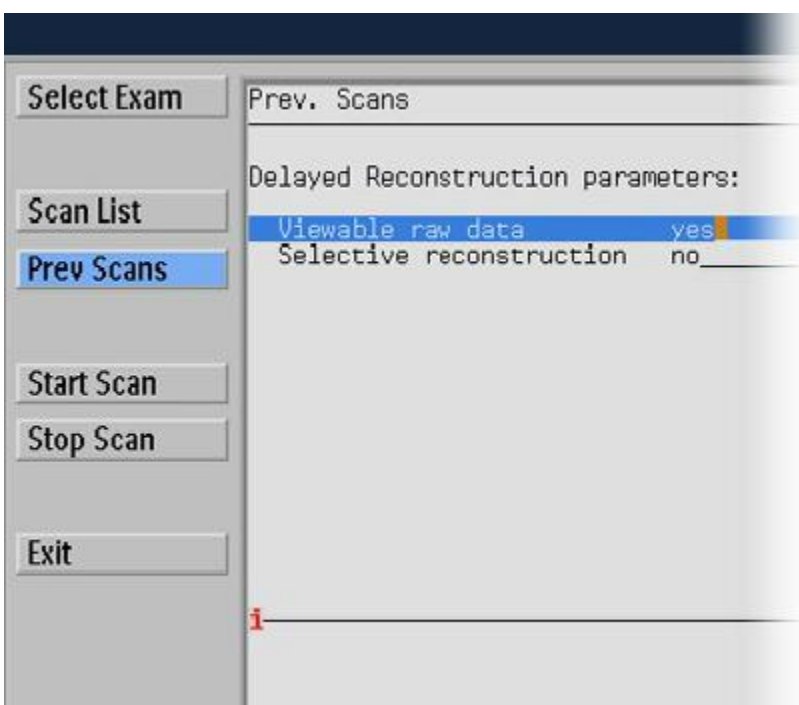 Select Exam
Prev. Scans
Delayed Reconstruction parameters:
Scan List
Viewable raw data yes
Prev Scans
Selective reconstruction no
Start Scan
Stop Scan
Exit
i